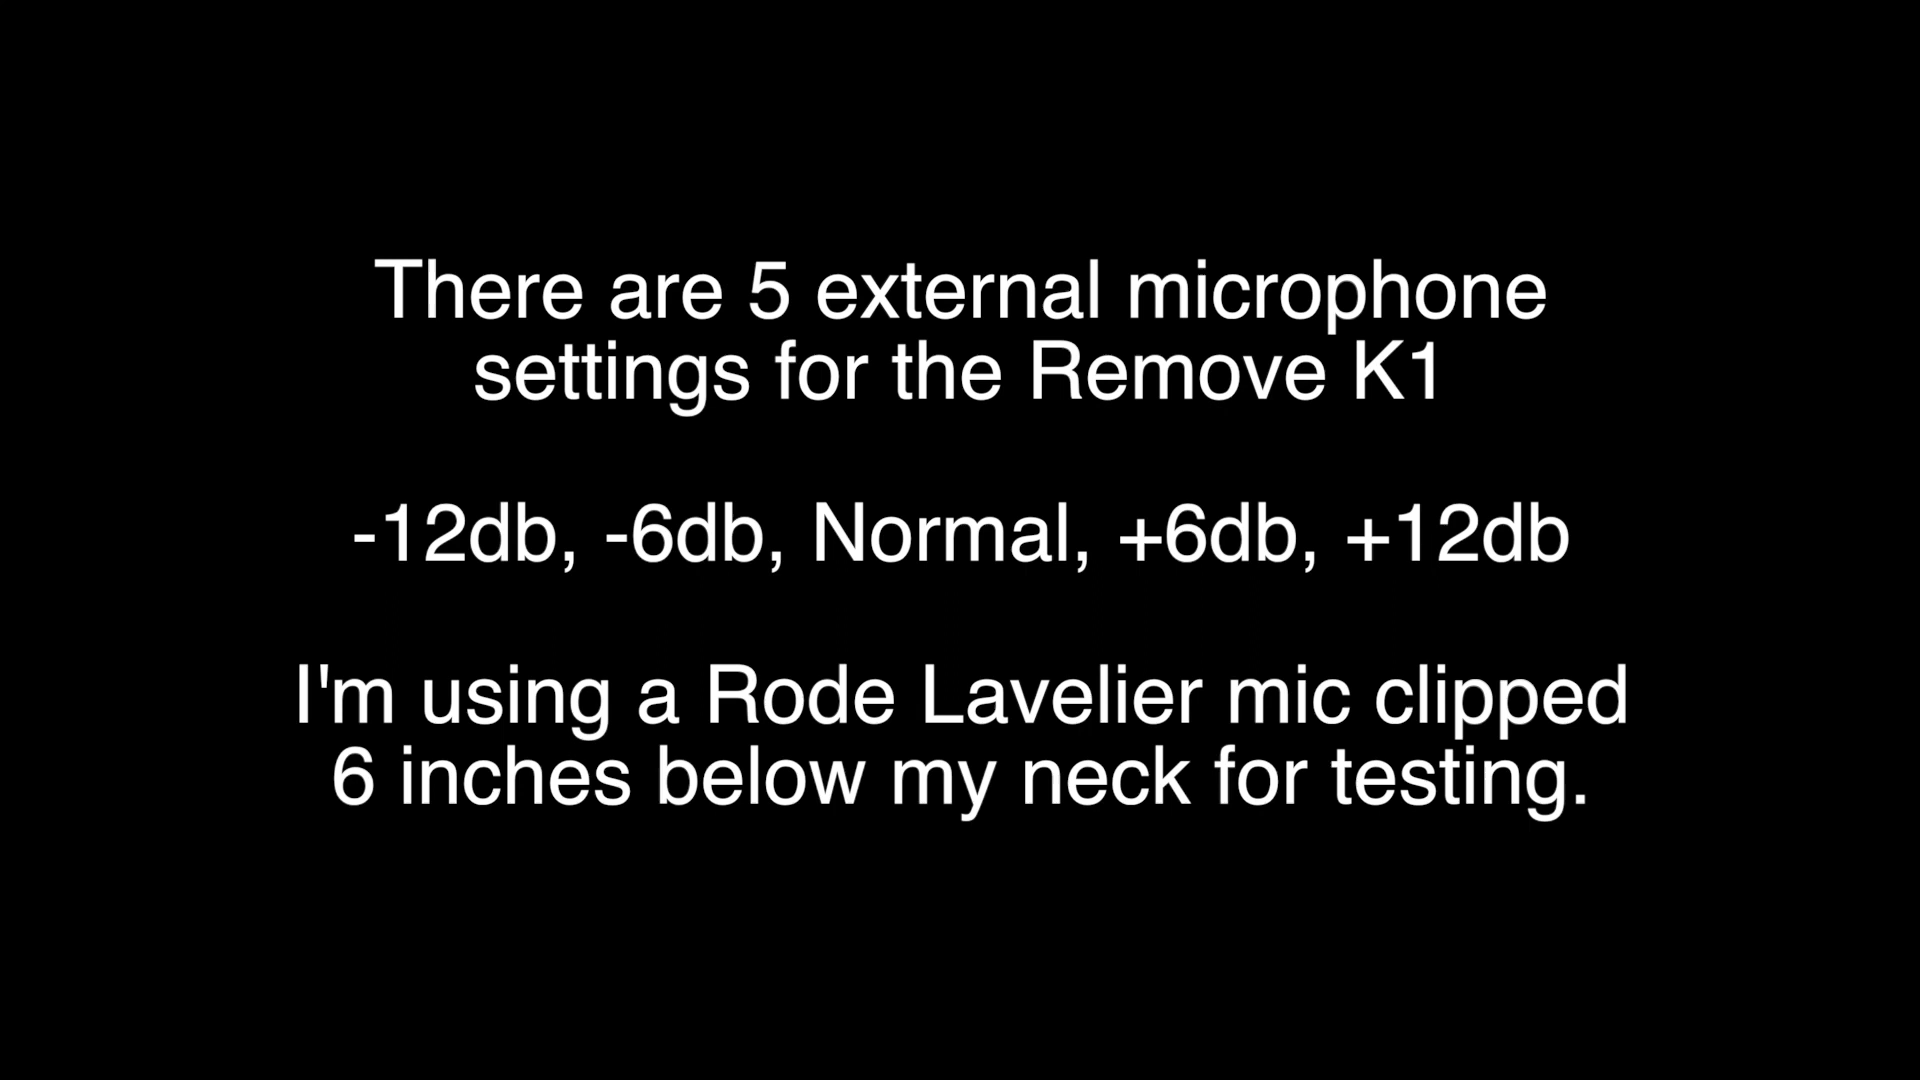 There are 5 external microphone
settings for the Remove K1
-12db, -6db, Normal, +6db, +12db
I'm using a Rode Lavelier mic clipped
6 inches below my neck for testing.